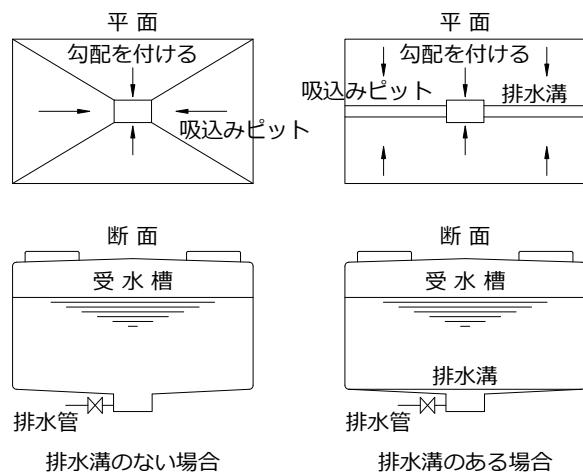 平 面
勾配を付ける
吸込みピット
断 面
受 水 槽
排水管
排水溝のない場合
平 面
勾配を付ける
吸込みピット
排水溝
断 面
受 水 槽
排水溝
排水管
排水溝のある場合